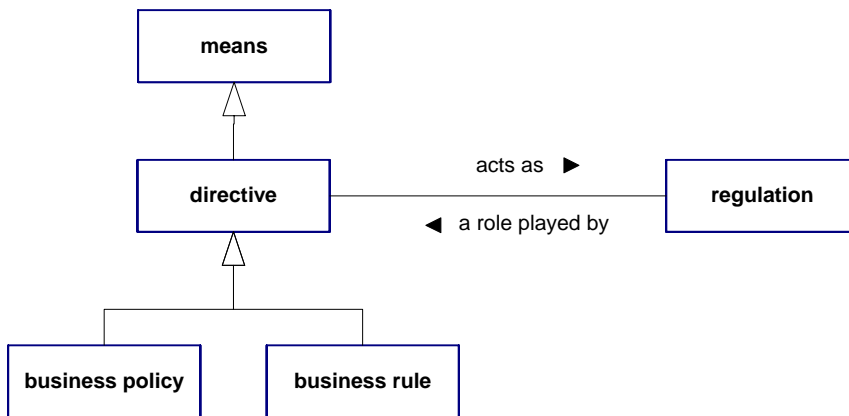 means
acts as ►
directive
regulation
◄ a role played by
business policy
business rule